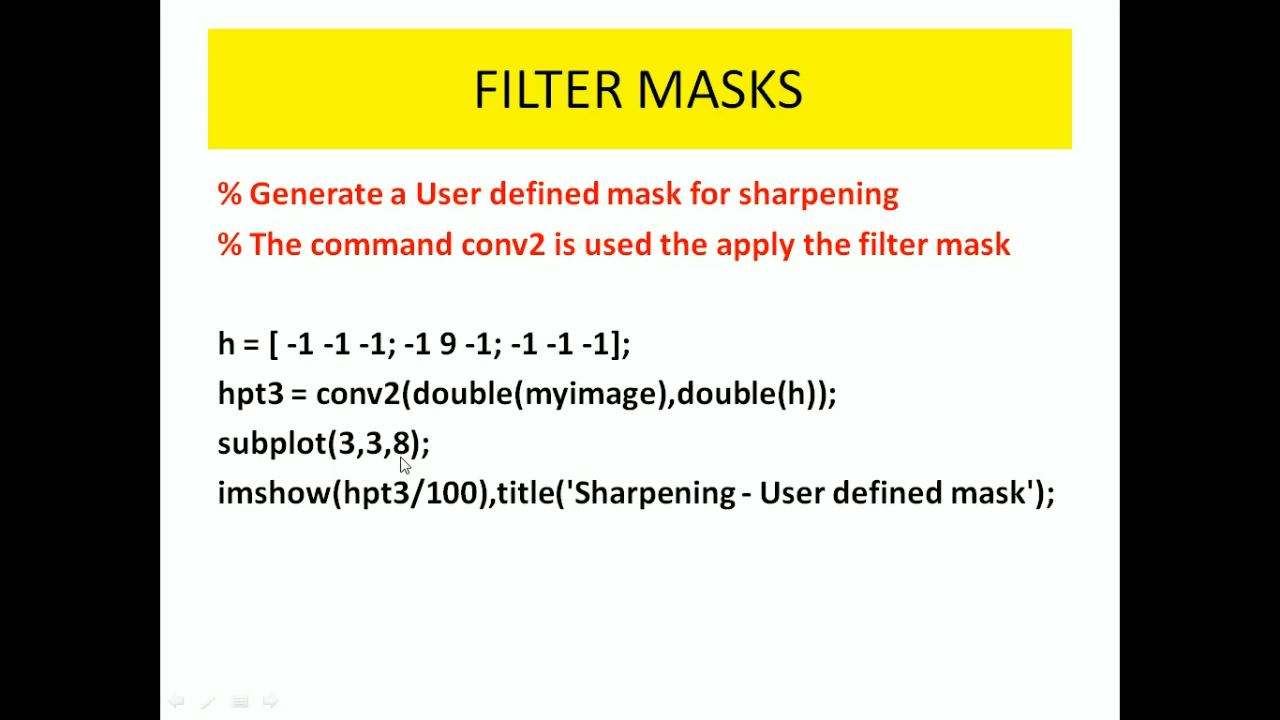 FILTER MASKS
% Generate a User defined mask for sharpening
% The command conv2 is used the apply the filter mask
h = [ -1 -1 -1; -1 9 -1; -1 -1 -1];
hpt3 = conv2(double(myimage),double(h));
subplot(3,3,8);
imshow(hpt3/100),title('Sharpening - User defined mask');